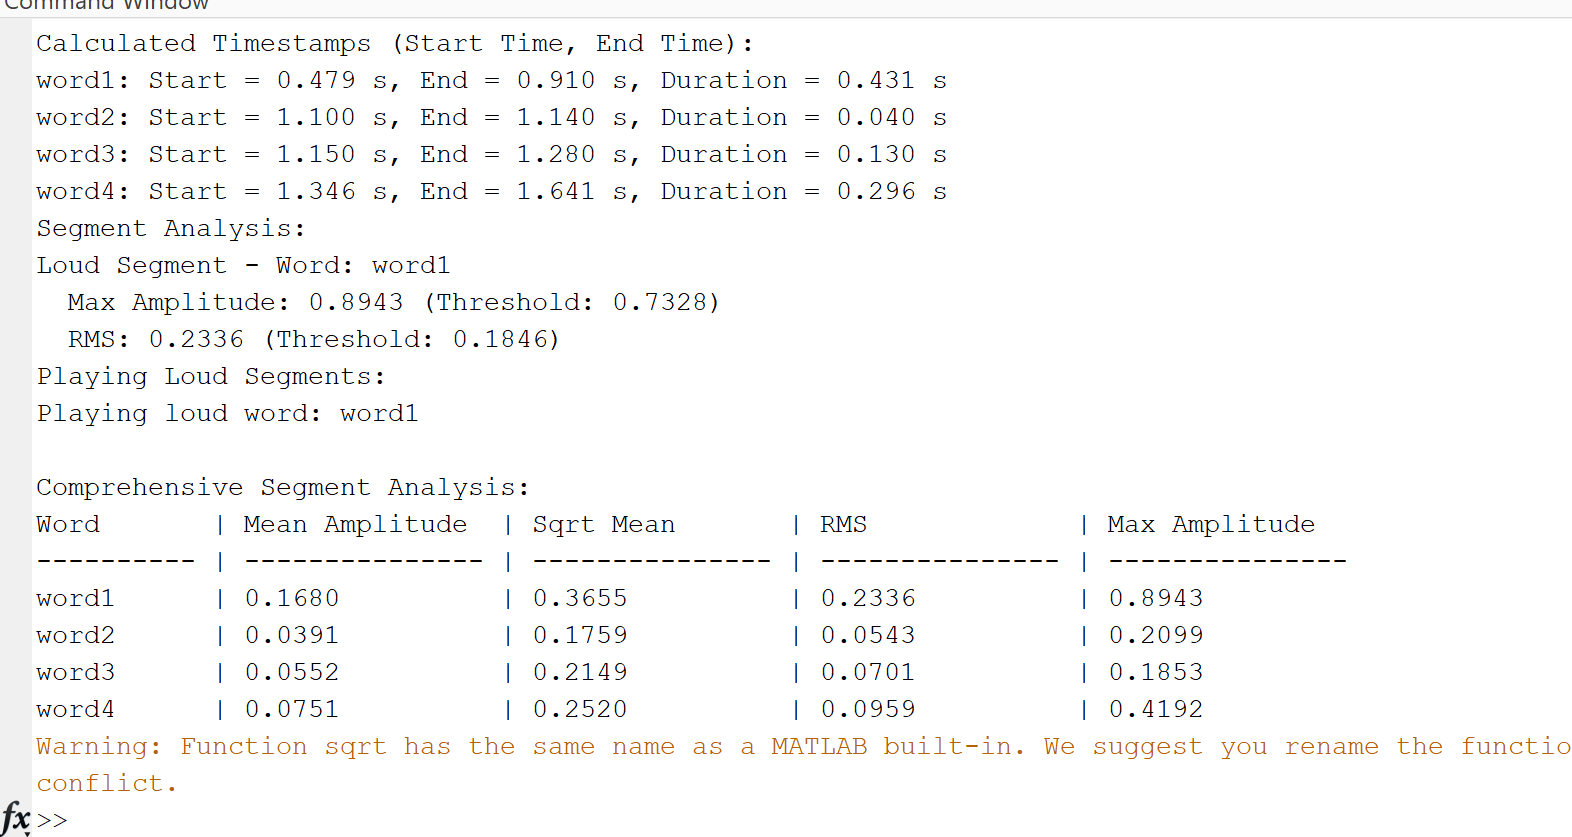 Command Window
Calculated Timestamps (Start Time, End Time):
word1: Start = 0.479 s, End = 0.910 s, Duration = 0.431 s
word2: Start = 1.100 s, End = 1.140 s, Duration = 0.040 s
word3: Start = 1.150 s, End = 1.280 s, Duration = 0.130 s
word4: Start = 1.346 s, End = 1.641 s, Duration = 0.296 s
Segment Analysis:
Loud Segment - Word: word1
  Max Amplitude: 0.8943 (Threshold: 0.7328)
  RMS: 0.2336 (Threshold: 0.1846)
Playing Loud Segments:
Playing loud word: word1
Comprehensive Segment Analysis:
Word       | Mean Amplitude  | Sqrt Mean       | RMS             | Max Amplitude
---------- | --------------- | --------------- | --------------- | ---------------
word1      | 0.1680          | 0.3655          | 0.2336          | 0.8943
word2      | 0.0391          | 0.1759          | 0.0543          | 0.2099
word3      | 0.0552          | 0.2149          | 0.0701          | 0.1853
word4      | 0.0751          | 0.2520          | 0.0959          | 0.4192
Warning: Function sqrt has the same name as a MATLAB built-in. We suggest you rename the functio
conflict.
fx >>